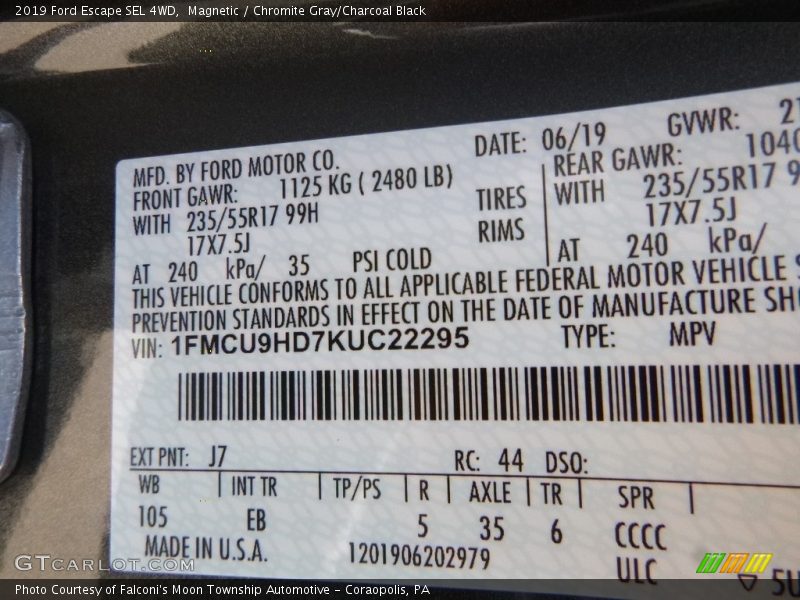 2019 Ford Escape SEL 4WD, Magnetic / Chromite Gray/Charcoal Black
MFD. BY FORD MOTOR CO. DATE: 06/19 GVWR:
FRONT GAWR: 1125 KG ( 2480 LB) REAR GAWR: 1040
WITH 235/55R17 99H TIRES WITH 235/55R17
17X7.5J RIMS 17X7.5J
AT 240 kPa/ 35 PSI COLD AT 240 kPa/
THIS VEHICLE CONFORMS TO ALL APPLICABLE FEDERAL MOTOR VEHICLE
PREVENTION STANDARDS IN EFFECT ON THE DATE OF MANUFACTURE
VIN: 1FMCU9HD7KUC22295 TYPE: MPV
EXT PNT: J7 RC: 44 DSO:
WB INT TR TP/PS R AXLE TR SPR
105 EB 5 35 6 CCCC
MADE IN U.S.A. 1201906202979 ULC 5U
GTCARLOT.COM
Photo Courtesy of Falconi's Moon Township Automotive – Coraopolis, PA